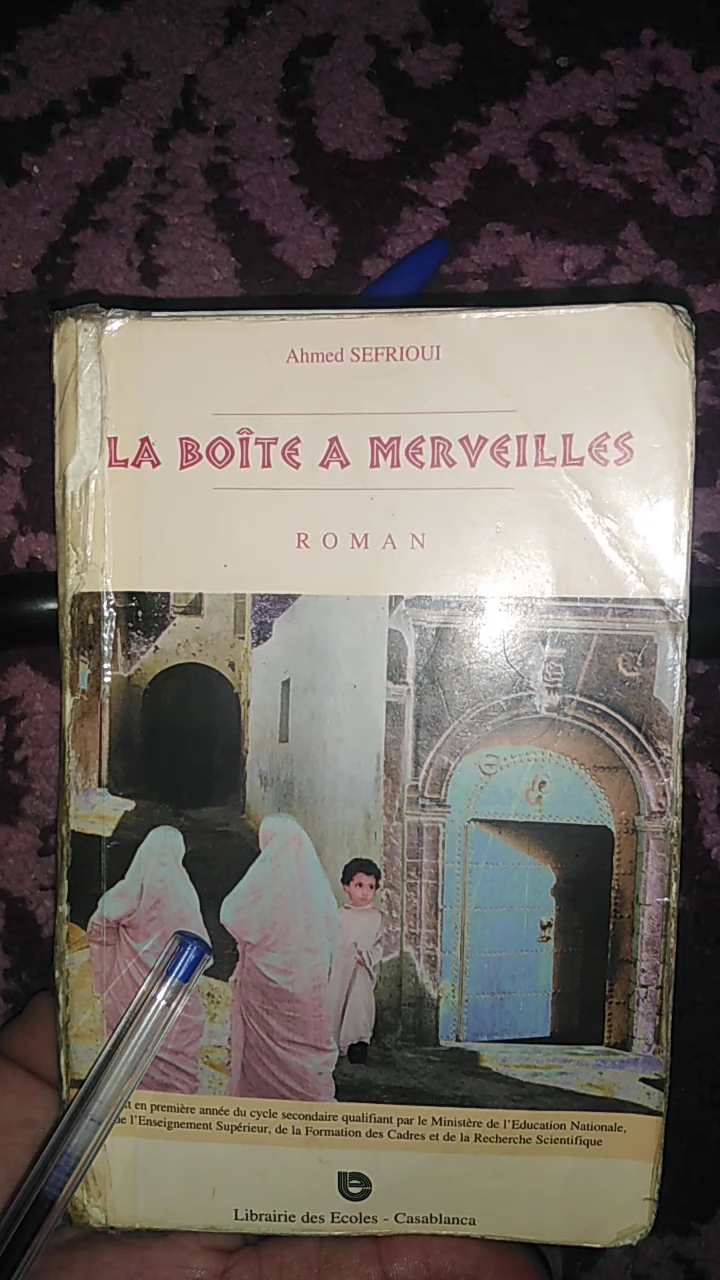 Ahmed SEFRIOUI
LA BOÎTE A MERVEILLES
ROMAN
en première année du cycle secondaire qualifiant par le Ministère de l'Education Nationale,
l'Enseignement Supérieur, de la Formation des Cadres et de la Recherche Scientifique
Librairie des Ecoles - Casablanca